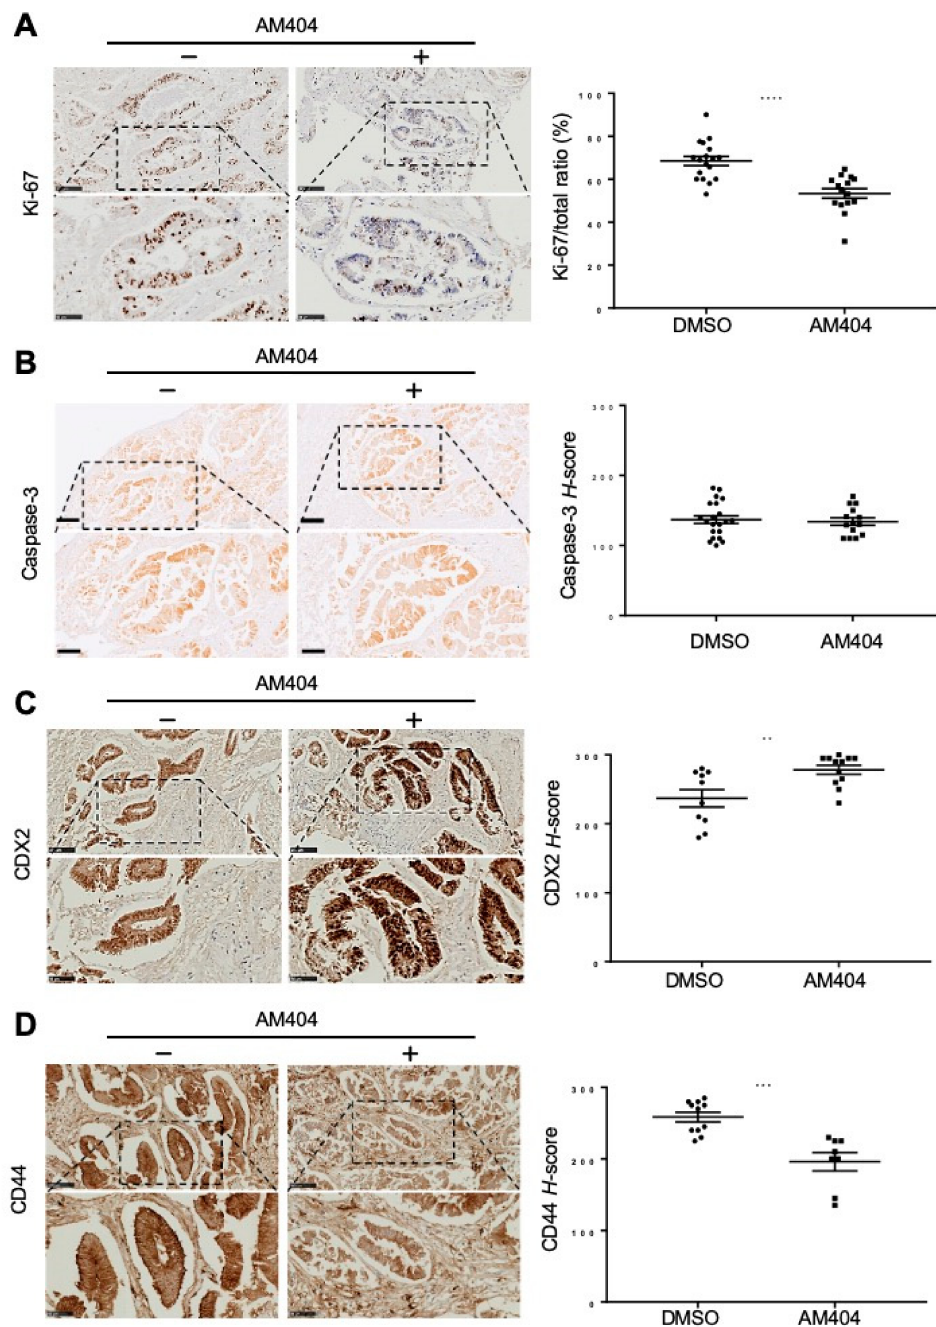 A
AM404
− +
Ki-67
Ki-67/total ratio (%)
100
80
60
40
20
0
DMSO AM404
....
B
AM404
− +
Caspase-3
Caspase-3 H-score
300
200
100
0
DMSO AM404
C
AM404
− +
CDX2
CDX2 H-score
300
200
100
0
DMSO AM404
..
D
AM404
− +
CD44
CD44 H-score
300
200
100
0
DMSO AM404
...